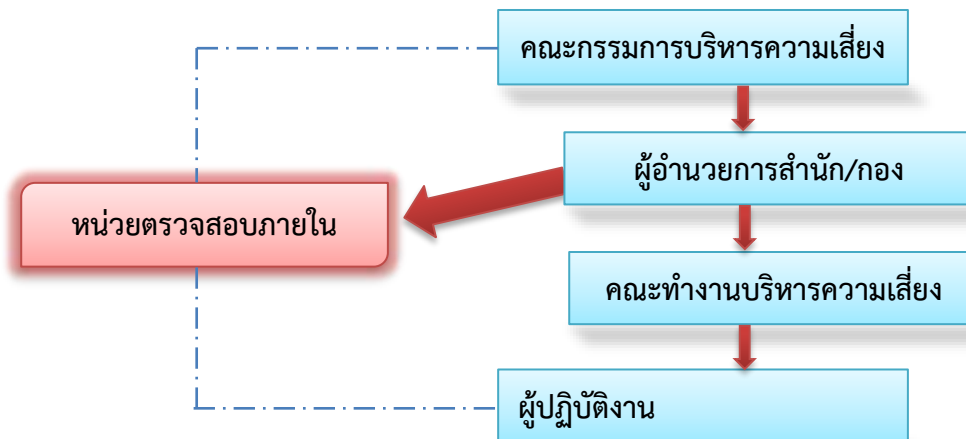 คณะกรรมการบริหารความเสี่ยง
ผู้อำนวยการสำนัก/กอง
หน่วยตรวจสอบภายใน
คณะทำงานบริหารความเสี่ยง
ผู้ปฏิบัติงาน